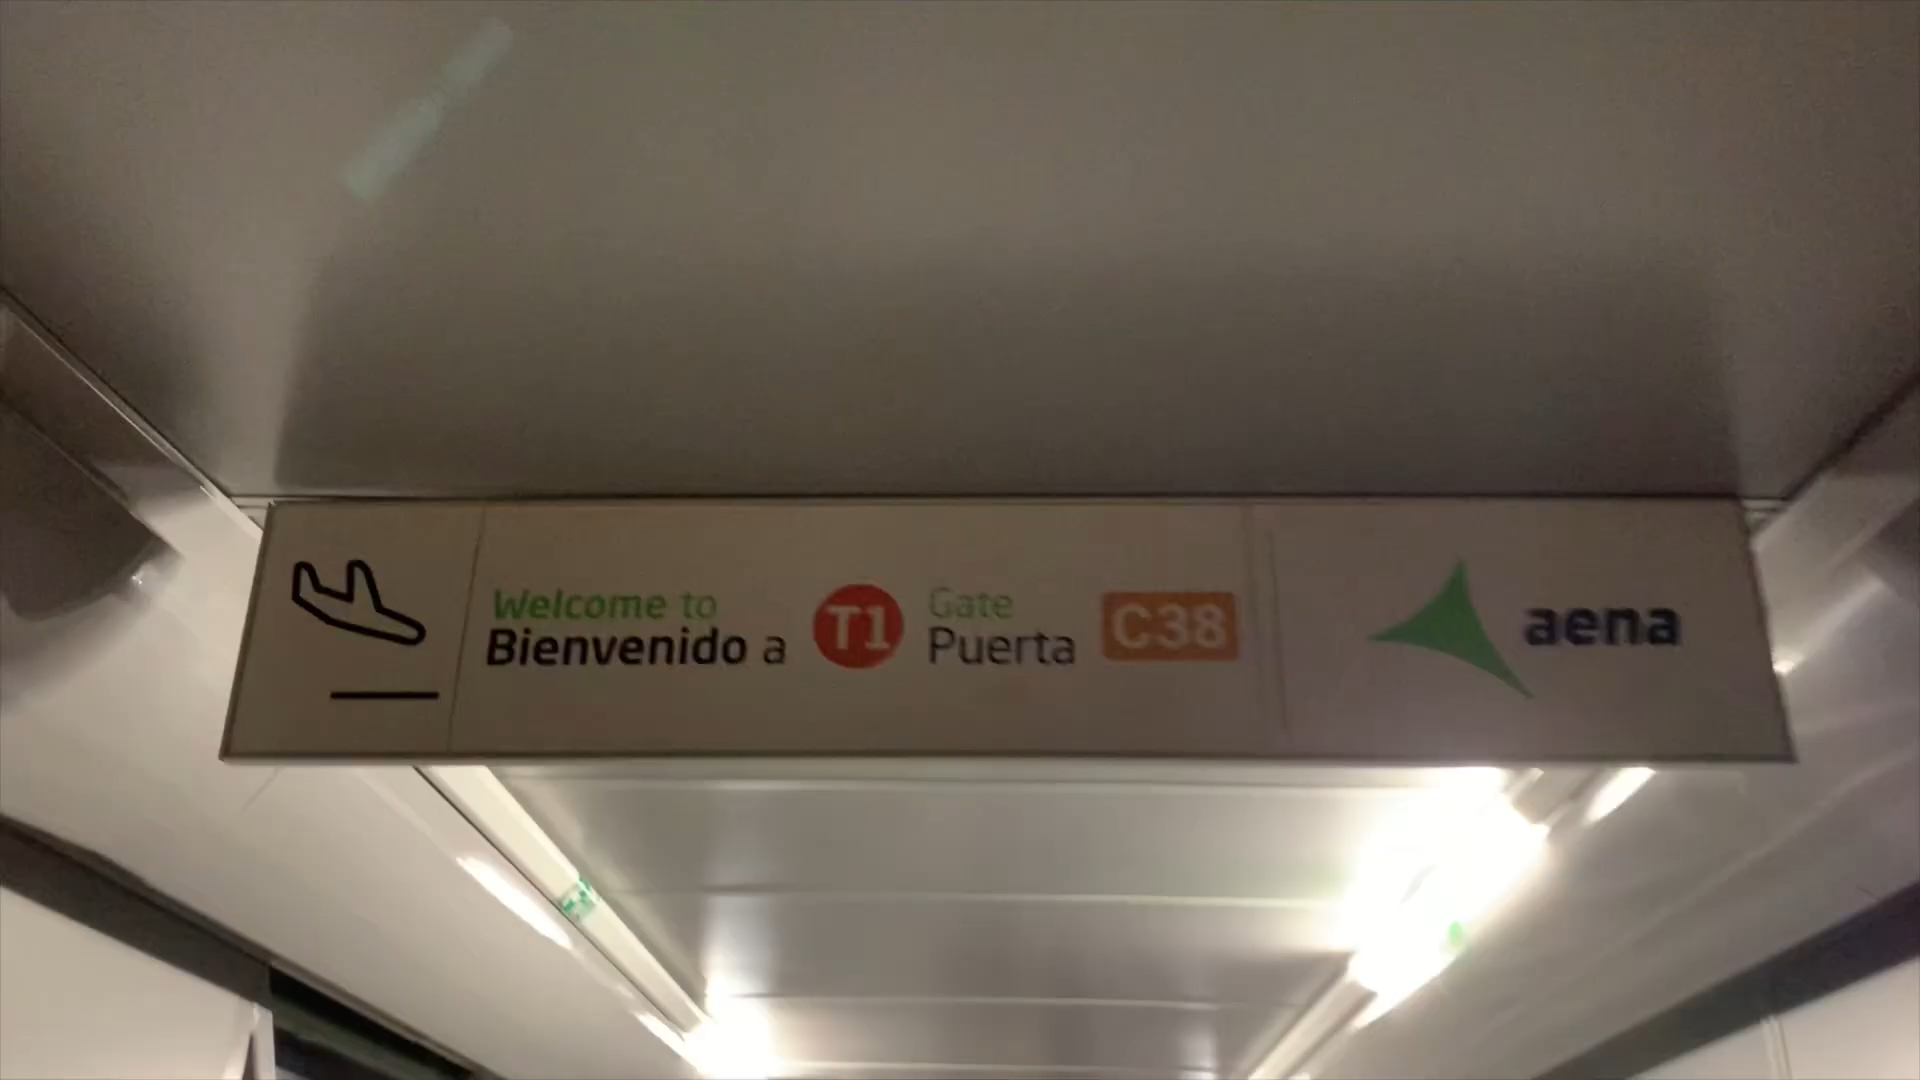 Welcome to
Bienvenido a
T1
Gate
Puerta
C38
aena